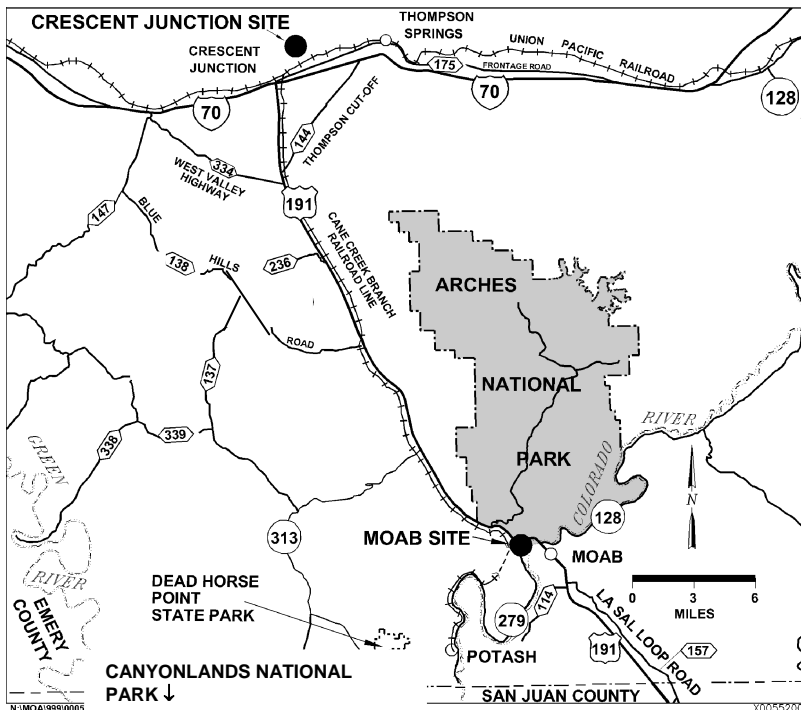 CRESCENT JUNCTION SITE
THOMPSON
SPRINGS
CRESCENT
JUNCTION
UNION PACIFIC RAILROAD
175
FRONTAGE ROAD
70
70
128
144
THOMPSON CUT-OFF
334
WEST VALLEY
HIGHWAY
191
147
BLUE
138
HILLS
236
ROAD
CANE CREEK BRANCH
RAILROAD LINE
ARCHES
NATIONAL
PARK
137
339
338
GREEN
RIVER
EMERY
COUNTY
313
RIVER
COLORADO
128
N
MOAB SITE
MOAB
0
3
6
MILES
DEAD HORSE
POINT
STATE PARK
279
114
LA SAL LOOP ROAD
POTASH
191
157
CANYONLANDS NATIONAL
PARK ↓
SAN JUAN COUNTY
N:\MOA\999\0005
X0055200